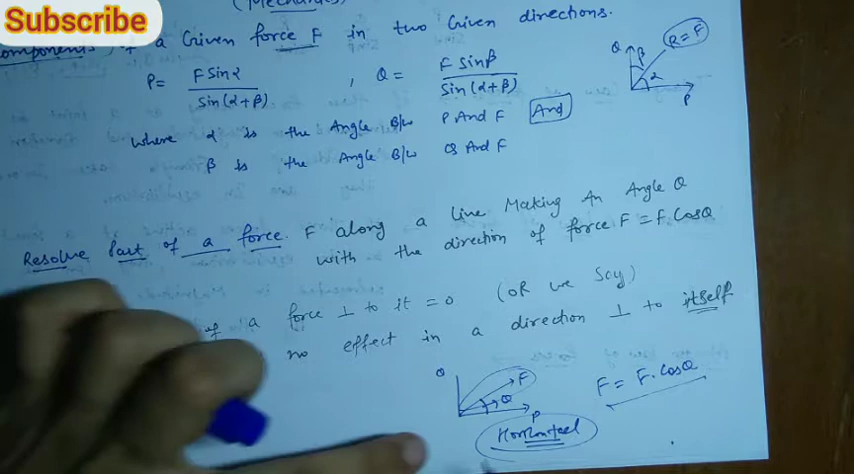 Subscribe
(Mechanics)
Components of a Given force F in two Given directions.
P= F Sinα / Sin(α+β) , Q= F Sinβ / Sin(α+β)
where α is the Angle B/w P And F And
β is the Angle B/w Q And F
Q β R=F α P
Resolve Part of a force. F along a line Making An Angle Q
with the direction of force F = F.CosQ
of a force ⊥ to it = 0 (OR we Say)
no effect in a direction ⊥ to itself
Q F Q P
Horizontal
F = F.CosQ